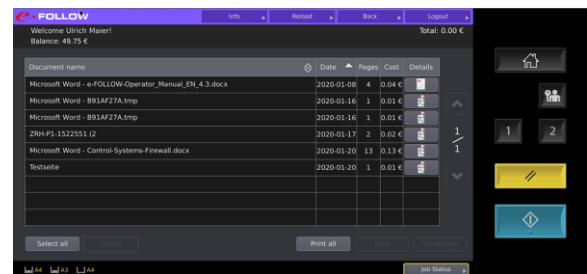 e-FOLLOW Info Reload Back Logout
Welcome Ulrich Maier! Total: 0.00 €
Balance: 49.75 €
Document name Date Pages Cost Details
Microsoft Word - e-FOLLOW-Operator_Manual_EN_4.3.docx 2020-01-08 4 0.04 €
Microsoft Word - B91AF27A.tmp 2020-01-16 1 0.01 €
Microsoft Word - B91AF27A.tmp 2020-01-16 1 0.01 €
ZRH-P1-1522551 (2 2020-01-17 2 0.02 €
Microsoft Word - Control-Systems-Firewall.docx 2020-01-20 13 0.13 €
Testseite 2020-01-20 1 0.01 €
1
1
1 2
Select all Delete Print all Print
A4 A3 A4 Job Status